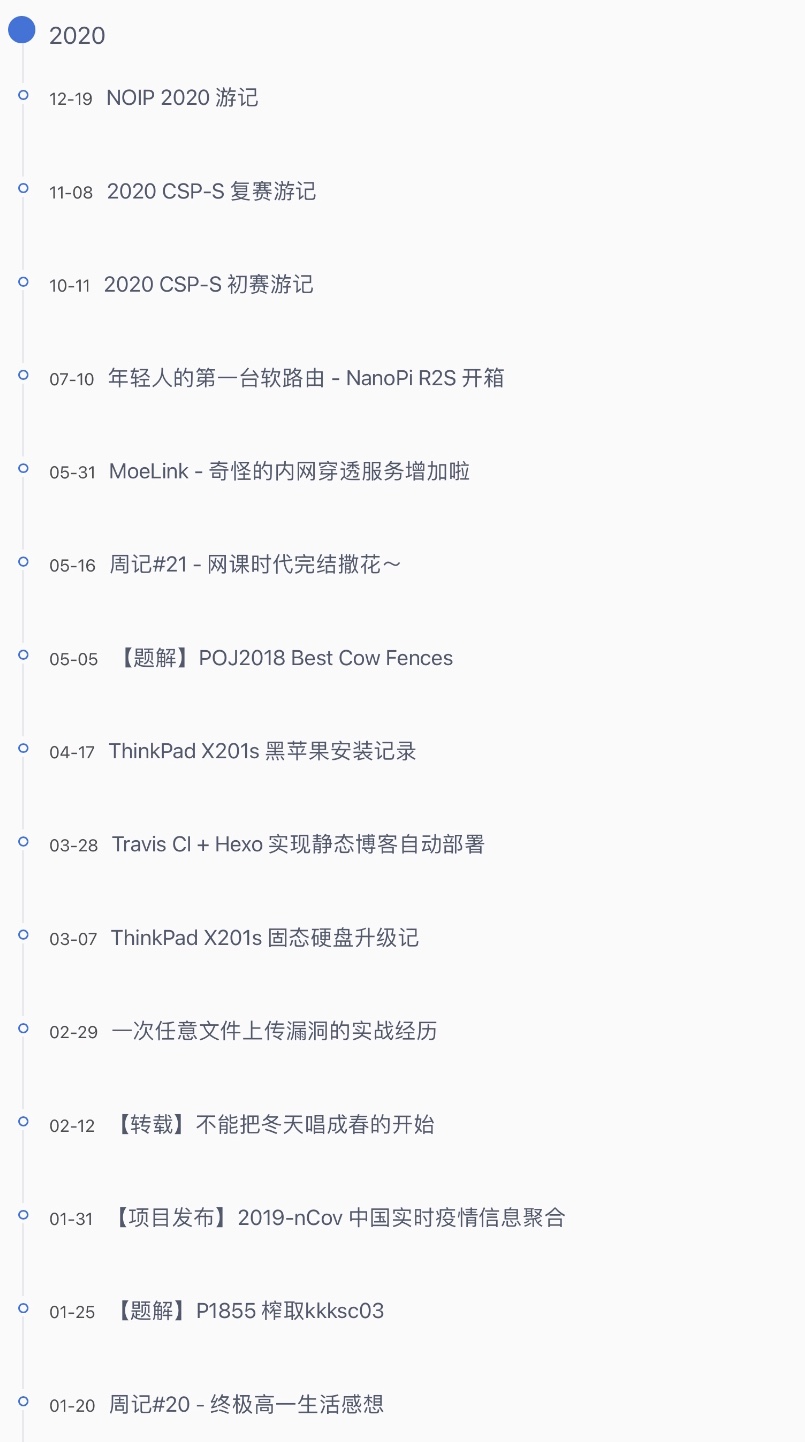 2020
12-19 NOIP 2020 游记
11-08 2020 CSP-S 复赛游记
10-11 2020 CSP-S 初赛游记
07-10 年轻人的第一台软路由 - NanoPi R2S 开箱
05-31 MoeLink - 奇怪的内网穿透服务增加啦
05-16 周记#21 - 网课时代完结撒花～
05-05 【题解】POJ2018 Best Cow Fences
04-17 ThinkPad X201s 黑苹果安装记录
03-28 Travis CI + Hexo 实现静态博客自动部署
03-07 ThinkPad X201s 固态硬盘升级记
02-29 一次任意文件上传漏洞的实战经历
02-12 【转载】不能把冬天唱成春的开始
01-31 【项目发布】2019-nCov 中国实时疫情信息聚合
01-25 【题解】P1855 榨取kkksc03
01-20 周记#20 - 终极高一生活感想